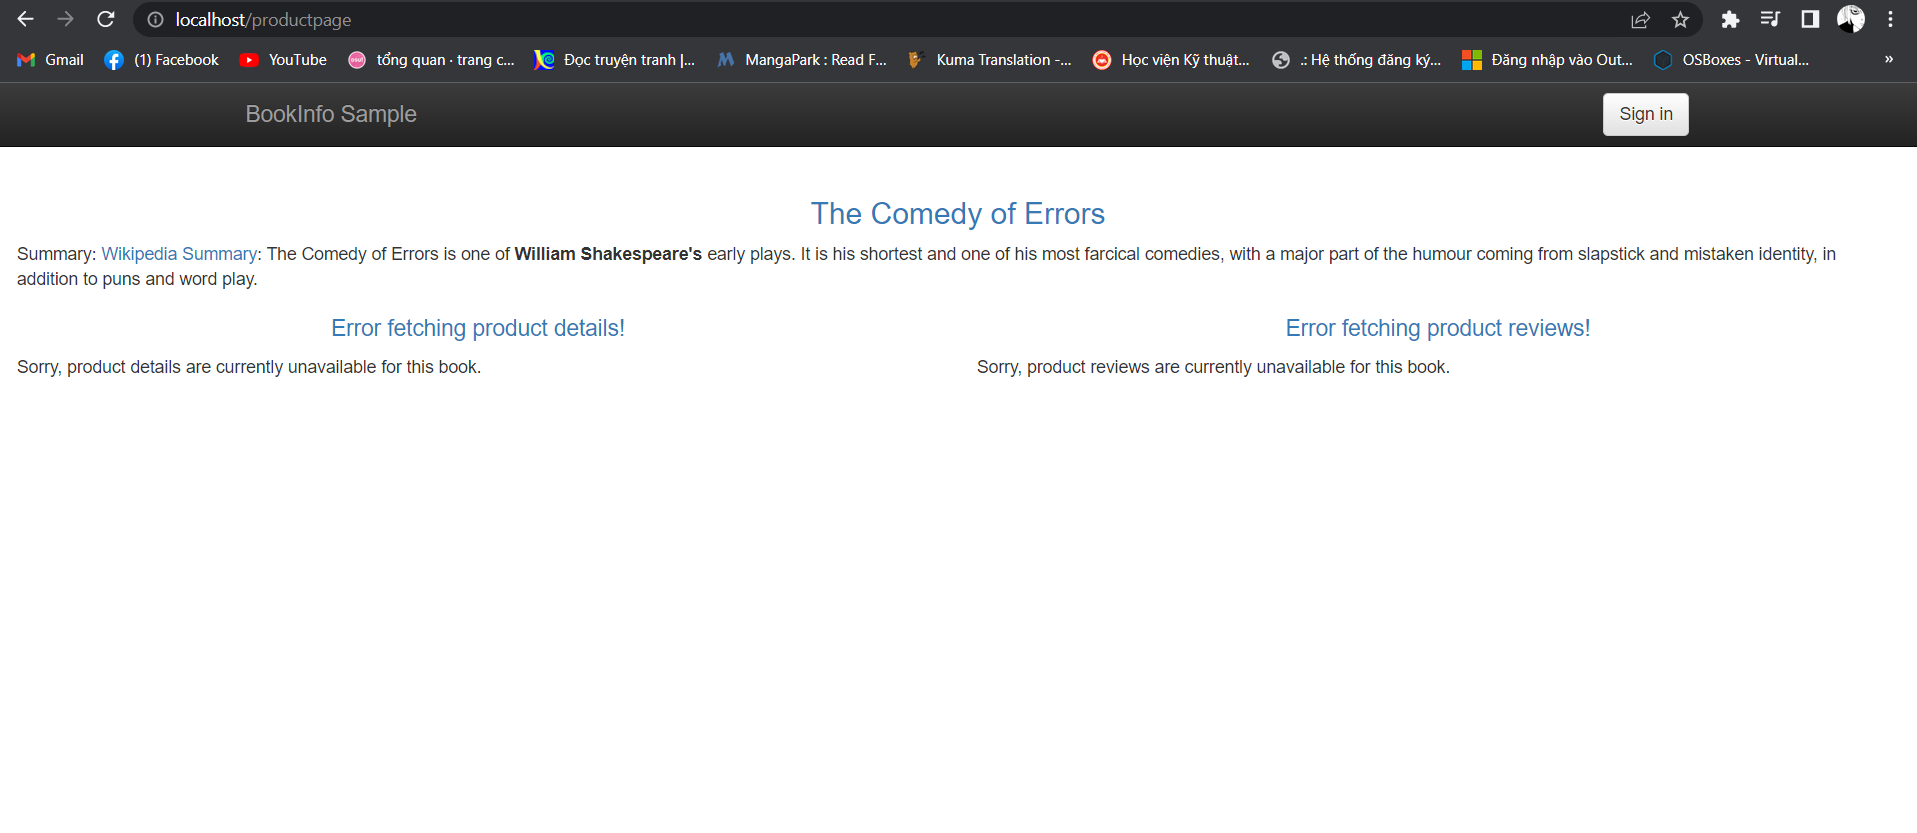 localhost/productpage
Gmail (1) Facebook YouTube tổng quan · trang c... Đọc truyện tranh |... MangaPark : Read F... Kuma Translation -... Học viện Kỹ thuật... .: Hệ thống đăng ký... Đăng nhập vào Out... OSBoxes - Virtual... »
BookInfo Sample Sign in
The Comedy of Errors
Summary: Wikipedia Summary: The Comedy of Errors is one of William Shakespeare's early plays. It is his shortest and one of his most farcical comedies, with a major part of the humour coming from slapstick and mistaken identity, in
addition to puns and word play.
Error fetching product details!
Sorry, product details are currently unavailable for this book.
Error fetching product reviews!
Sorry, product reviews are currently unavailable for this book.